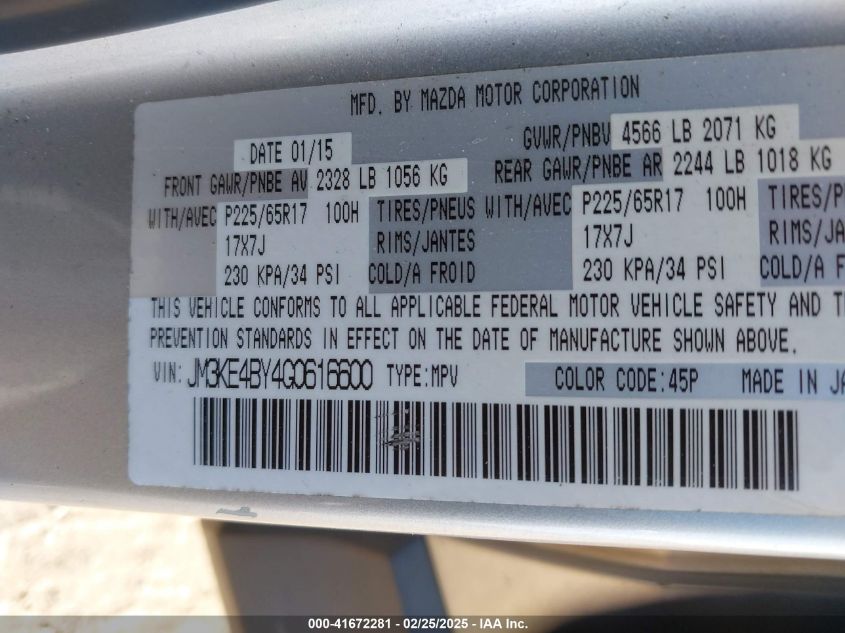 MFD. BY MAZDA MOTOR CORPORATION
DATE 01/15 GVWR/PNBV 4566 LB 2071 KG
FRONT GAWR/PNBE AV 2328 LB 1056 KG REAR GAWR/PNBE AR 2244 LB 1018 KG
WITH/AVEC P225/65R17 100H TIRES/PNEUS WITH/AVEC P225/65R17 100H TIRES/P
17X7J RIMS/JANTES 17X7J RIMS/JA
230 KPA/34 PSI COLD/A FROID 230 KPA/34 PSI COLD/A F
THIS VEHICLE CONFORMS TO ALL APPLICABLE FEDERAL MOTOR VEHICLE SAFETY AND T
PREVENTION STANDARDS IN EFFECT ON THE DATE OF MANUFACTURE SHOWN ABOVE.
VIN: JM3KE4BY4G0616600 TYPE:MPV COLOR CODE:45P MADE IN JA
000-41672281 - 02/25/2025 - IAA Inc.